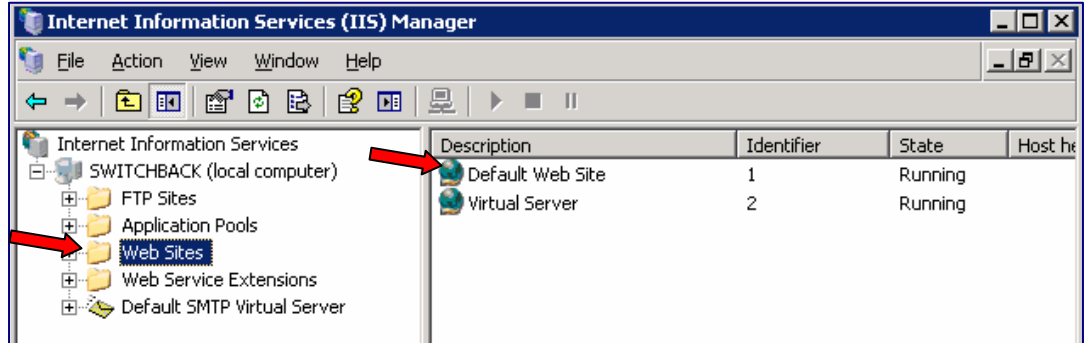 Internet Information Services (IIS) Manager
File Action View Window Help
Internet Information Services
SWITCHBACK (local computer)
FTP Sites
Application Pools
Web Sites
Web Service Extensions
Default SMTP Virtual Server
Description Identifier State Host he
Default Web Site 1 Running
Virtual Server 2 Running